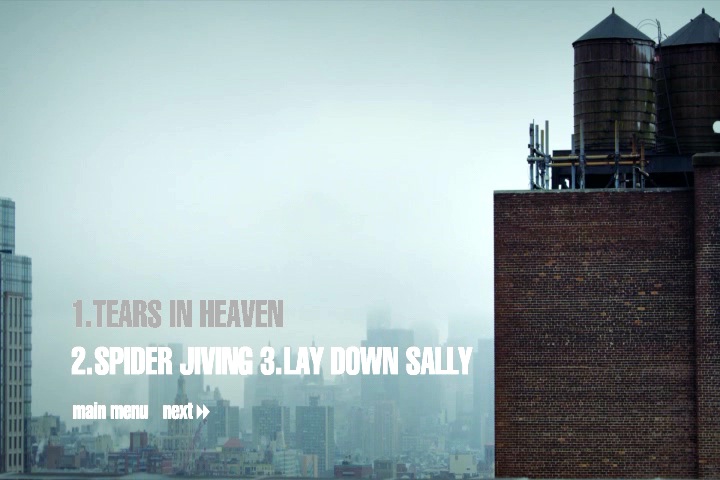 1.TEARS IN HEAVEN
2.SPIDER JIVING 3.LAY DOWN SALLY
main menu next